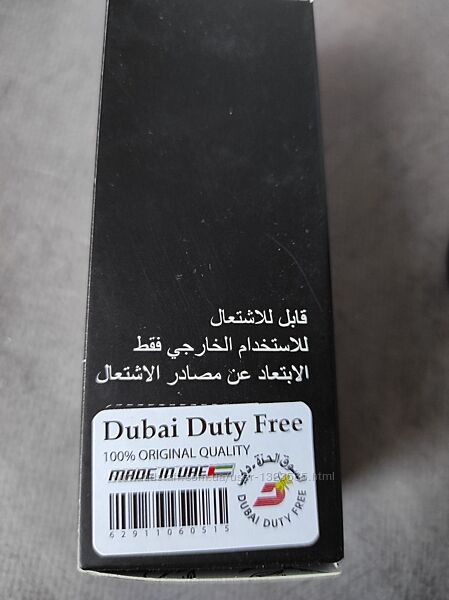 قابل للاشتعال
للاستخدام الخارجي فقط
الابتعاد عن مصادر الاشتعال
Dubai Duty Free
100% ORIGINAL QUALITY
MADE IN UAE
DUBAI DUTY FREE
62911060515